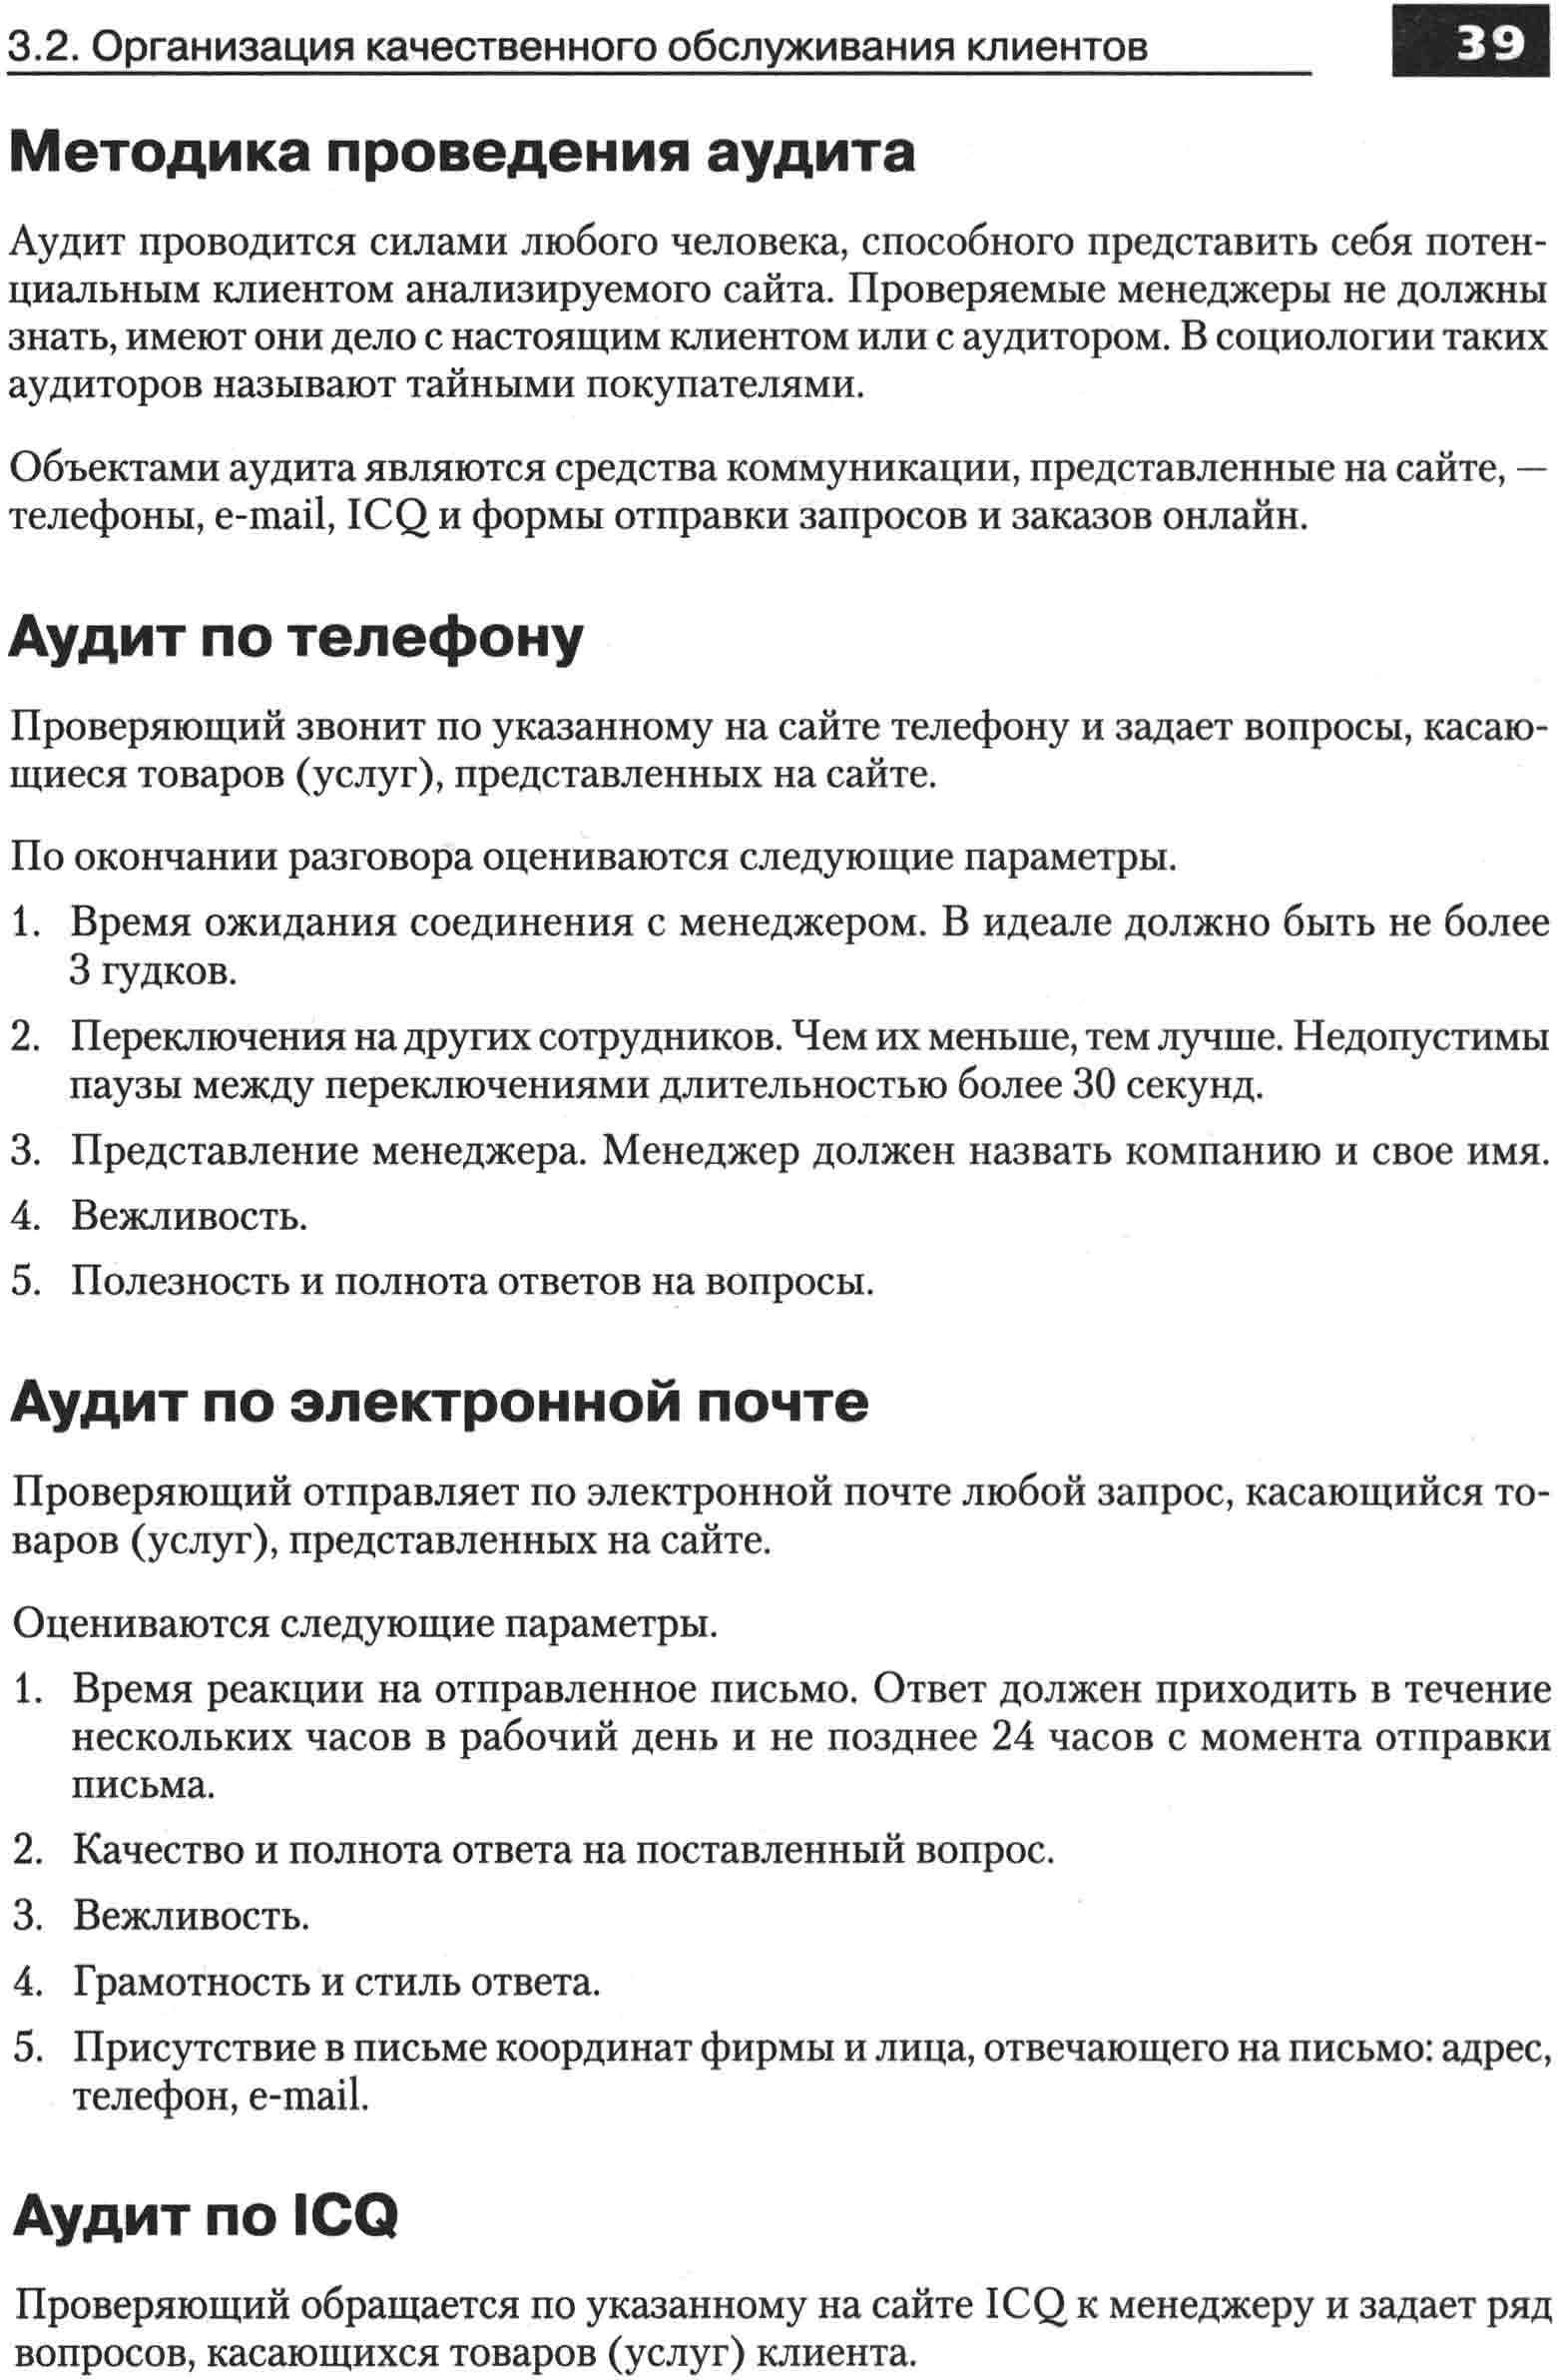 3.2. Организация качественного обслуживания клиентов 39
Методика проведения аудита
Аудит проводится силами любого человека, способного представить себя потен-
циальным клиентом анализируемого сайта. Проверяемые менеджеры не должны
знать, имеют они дело с настоящим клиентом или с аудитором. В социологии таких
аудиторов называют тайными покупателями.
Объектами аудита являются средства коммуникации, представленные на сайте, —
телефоны, e-mail, ICQ и формы отправки запросов и заказов онлайн.
Аудит по телефону
Проверяющий звонит по указанному на сайте телефону и задает вопросы, касаю-
щиеся товаров (услуг), представленных на сайте.
По окончании разговора оцениваются следующие параметры.
1. Время ожидания соединения с менеджером. В идеале должно быть не более
3 гудков.
2. Переключения на других сотрудников. Чем их меньше, тем лучше. Недопустимы
паузы между переключениями длительностью более 30 секунд.
3. Представление менеджера. Менеджер должен назвать компанию и свое имя.
4. Вежливость.
5. Полезность и полнота ответов на вопросы.
Аудит по электронной почте
Проверяющий отправляет по электронной почте любой запрос, касающийся то-
варов (услуг), представленных на сайте.
Оцениваются следующие параметры.
1. Время реакции на отправленное письмо. Ответ должен приходить в течение
нескольких часов в рабочий день и не позднее 24 часов с момента отправки
письма.
2. Качество и полнота ответа на поставленный вопрос.
3. Вежливость.
4. Грамотность и стиль ответа.
5. Присутствие в письме координат фирмы и лица, отвечающего на письмо: адрес,
телефон, e-mail.
Аудит по ICQ
Проверяющий обращается по указанному на сайте ICQ к менеджеру и задает ряд
вопросов, касающихся товаров (услуг) клиента.